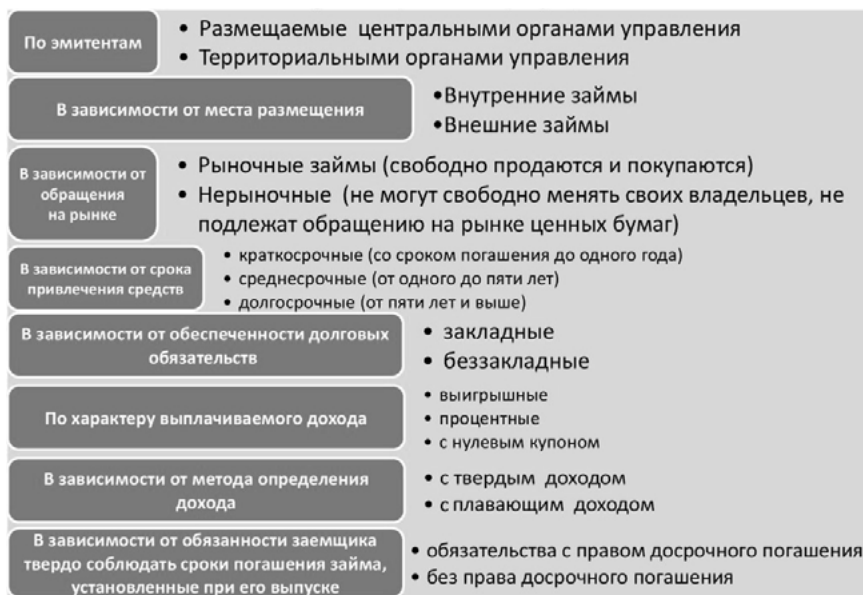 По эмитентам
• Размещаемые центральными органами управления
• Территориальными органами управления
В зависимости от места размещения
•Внутренние займы
•Внешние займы
В зависимости от
обращения
на рынке
• Рыночные займы (свободно продаются и покупаются)
• Нерыночные (не могут свободно менять своих владельцев, не
подлежат обращению на рынке ценных бумаг)
В зависимости от срока
привлечения средств
• краткосрочные (со сроком погашения до одного года)
• среднесрочные (от одного до пяти лет)
• долгосрочные (от пяти лет и выше)
В зависимости от обеспеченности долговых
обязательств
• закладные
• беззакладные
По характеру выплачиваемого дохода
• выигрышные
• процентные
• с нулевым купоном
В зависимости от метода определения
дохода
• с твердым доходом
• с плавающим доходом
В зависимости от обязанности заемщика
твердо соблюдать сроки погашения займа,
установленные при его выпуске
• обязательства с правом досрочного погашения
• без права досрочного погашения